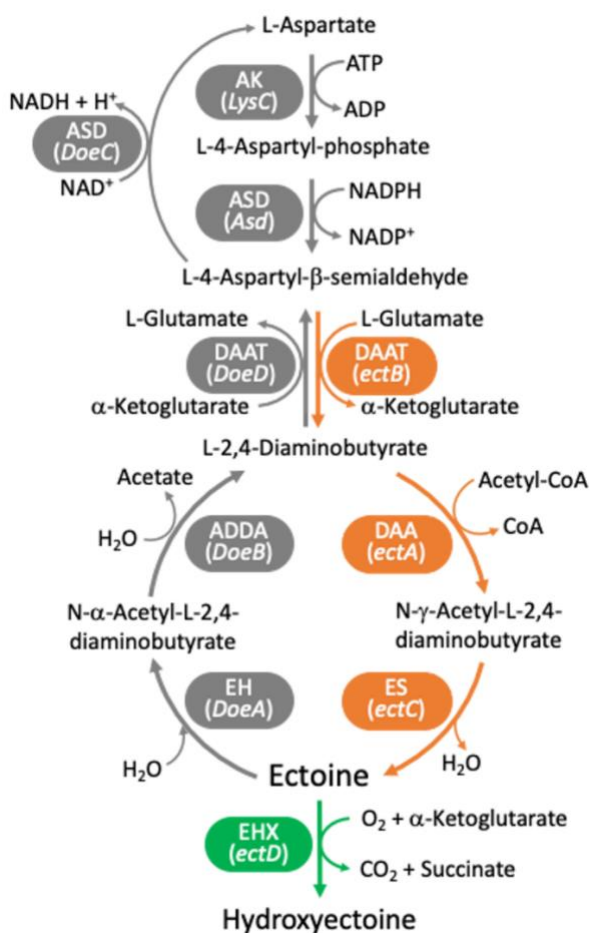 L-Aspartate
AK
(LysC)
ATP
ADP
NADH + H⁺
ASD
(DoeC)
NAD⁺
L-4-Aspartyl-phosphate
ASD
(Asd)
NADPH
NADP⁺
L-4-Aspartyl-β-semialdehyde
L-Glutamate
DAAT
(DoeD)
α-Ketoglutarate
L-Glutamate
DAAT
(ectB)
α-Ketoglutarate
L-2,4-Diaminobutyrate
Acetate
H₂O
ADDA
(DoeB)
DAA
(ectA)
Acetyl-CoA
CoA
N-α-Acetyl-L-2,4-
diaminobutyrate
N-γ-Acetyl-L-2,4-
diaminobutyrate
EH
(DoeA)
H₂O
ES
(ectC)
H₂O
Ectoine
EHX
(ectD)
O₂ + α-Ketoglutarate
CO₂ + Succinate
Hydroxyectoine